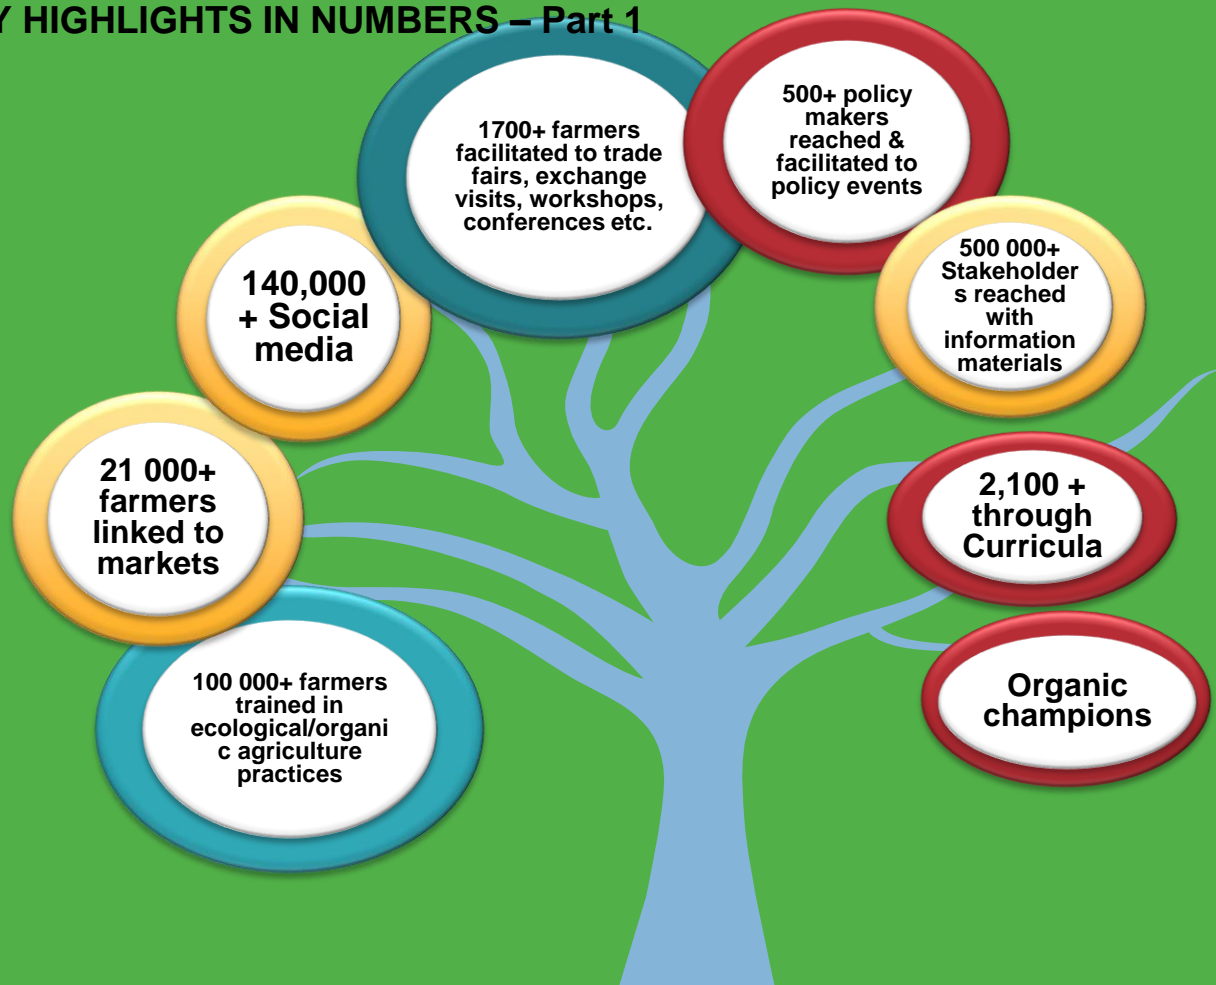 Y HIGHLIGHTS IN NUMBERS – Part 1
1700+ farmers
facilitated to trade
fairs, exchange
visits, workshops,
conferences etc.
500+ policy
makers
reached &
facilitated to
policy events
140,000
+ Social
media
500 000+
Stakeholder
s reached
with
information
materials
21 000+
farmers
linked to
markets
2,100 +
through
Curricula
100 000+ farmers
trained in
ecological/organi
c agriculture
practices
Organic
champions